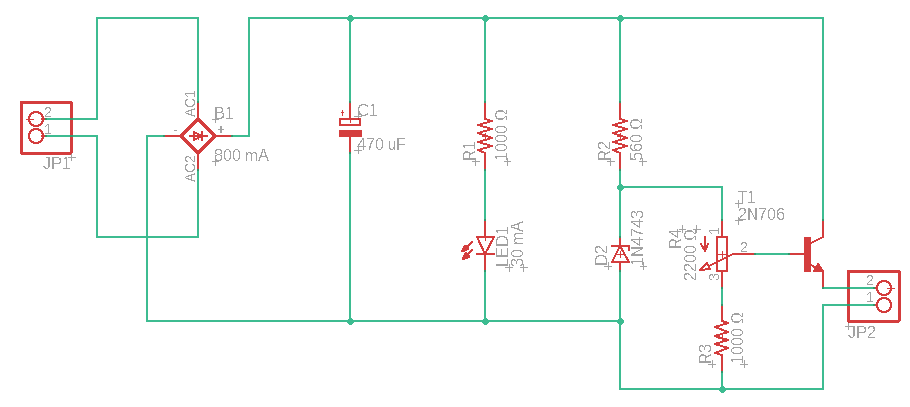 2
1
JP1
AC1
B1
-
+
AC2
800 mA
+
C1
470 uF
R1
1000 Ω
LED1
30 mA
R2
560 Ω
D2
1N4743
T1
2N706
R4
2200 Ω
1
2
3
R3
1000 Ω
2
1
JP2